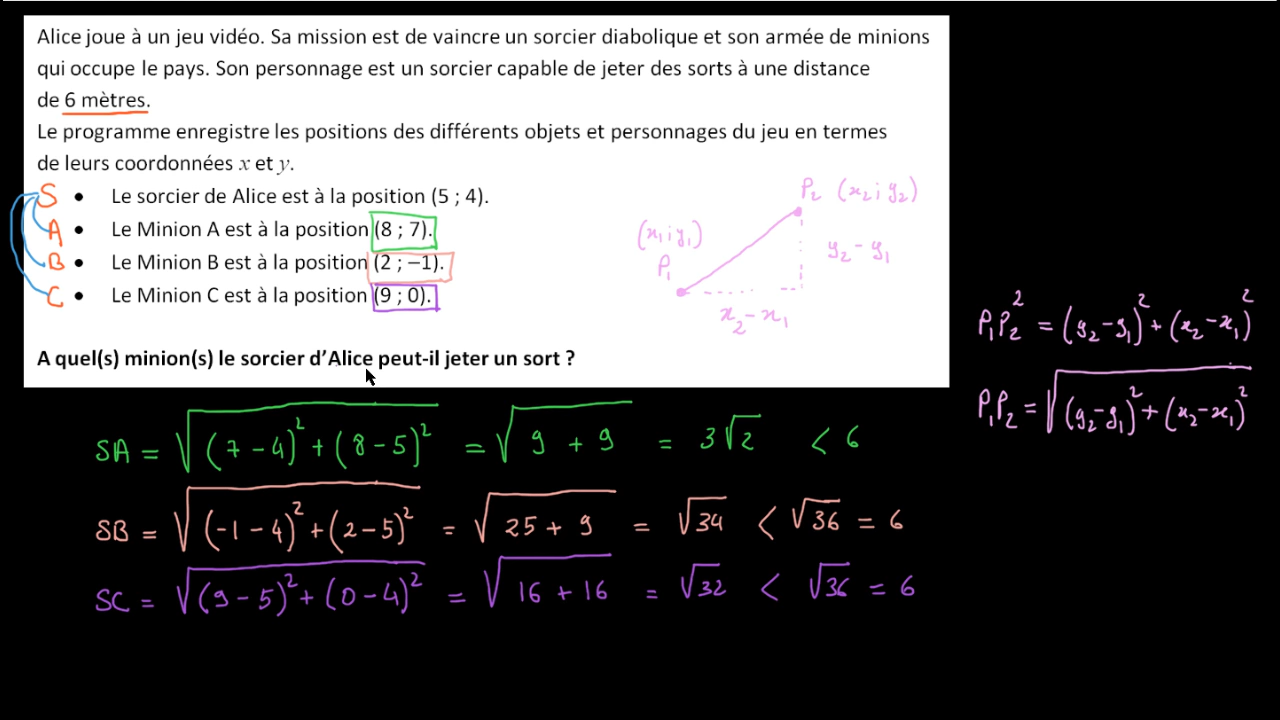 Alice joue à un jeu vidéo. Sa mission est de vaincre un sorcier diabolique et son armée de minions
qui occupe le pays. Son personnage est un sorcier capable de jeter des sorts à une distance
de 6 mètres.
Le programme enregistre les positions des différents objets et personnages du jeu en termes
de leurs coordonnées x et y.
S • Le sorcier de Alice est à la position (5 ; 4).
A • Le Minion A est à la position (8 ; 7).
B • Le Minion B est à la position (2 ; −1).
C • Le Minion C est à la position (9 ; 0).
A quel(s) minion(s) le sorcier d’Alice peut-il jeter un sort ?
P₂ (x₂ ; y₂)
(x₁ ; y₁)
P₁
y₂ − y₁
x₂ − x₁
P₁P₂² = (y₂ − y₁)² + (x₂ − x₁)²
P₁P₂ = √((y₂ − y₁)² + (x₂ − x₁)²)
SA = √((7 − 4)² + (8 − 5)²) = √(9 + 9) = 3√2 < 6
SB = √((−1 − 4)² + (2 − 5)²) = √(25 + 9) = √34 < √36 = 6
SC = √((9 − 5)² + (0 − 4)²) = √(16 + 16) = √32 < √36 = 6